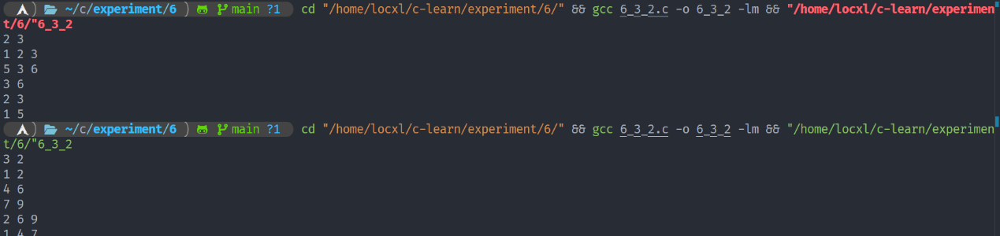 ~/c/experiment/6 ) main ?1 cd "/home/locxl/c-learn/experiment/6/" && gcc 6_3_2.c -o 6_3_2 -lm && "/home/locxl/c-learn/experimen
t/6/"6_3_2
2 3
1 2 3
5 3 6
3 6
2 3
1 5
~/c/experiment/6 ) main ?1 cd "/home/locxl/c-learn/experiment/6/" && gcc 6_3_2.c -o 6_3_2 -lm && "/home/locxl/c-learn/experimen
t/6/"6_3_2
3 2
1 2
4 6
7 9
2 6 9
1 4 7